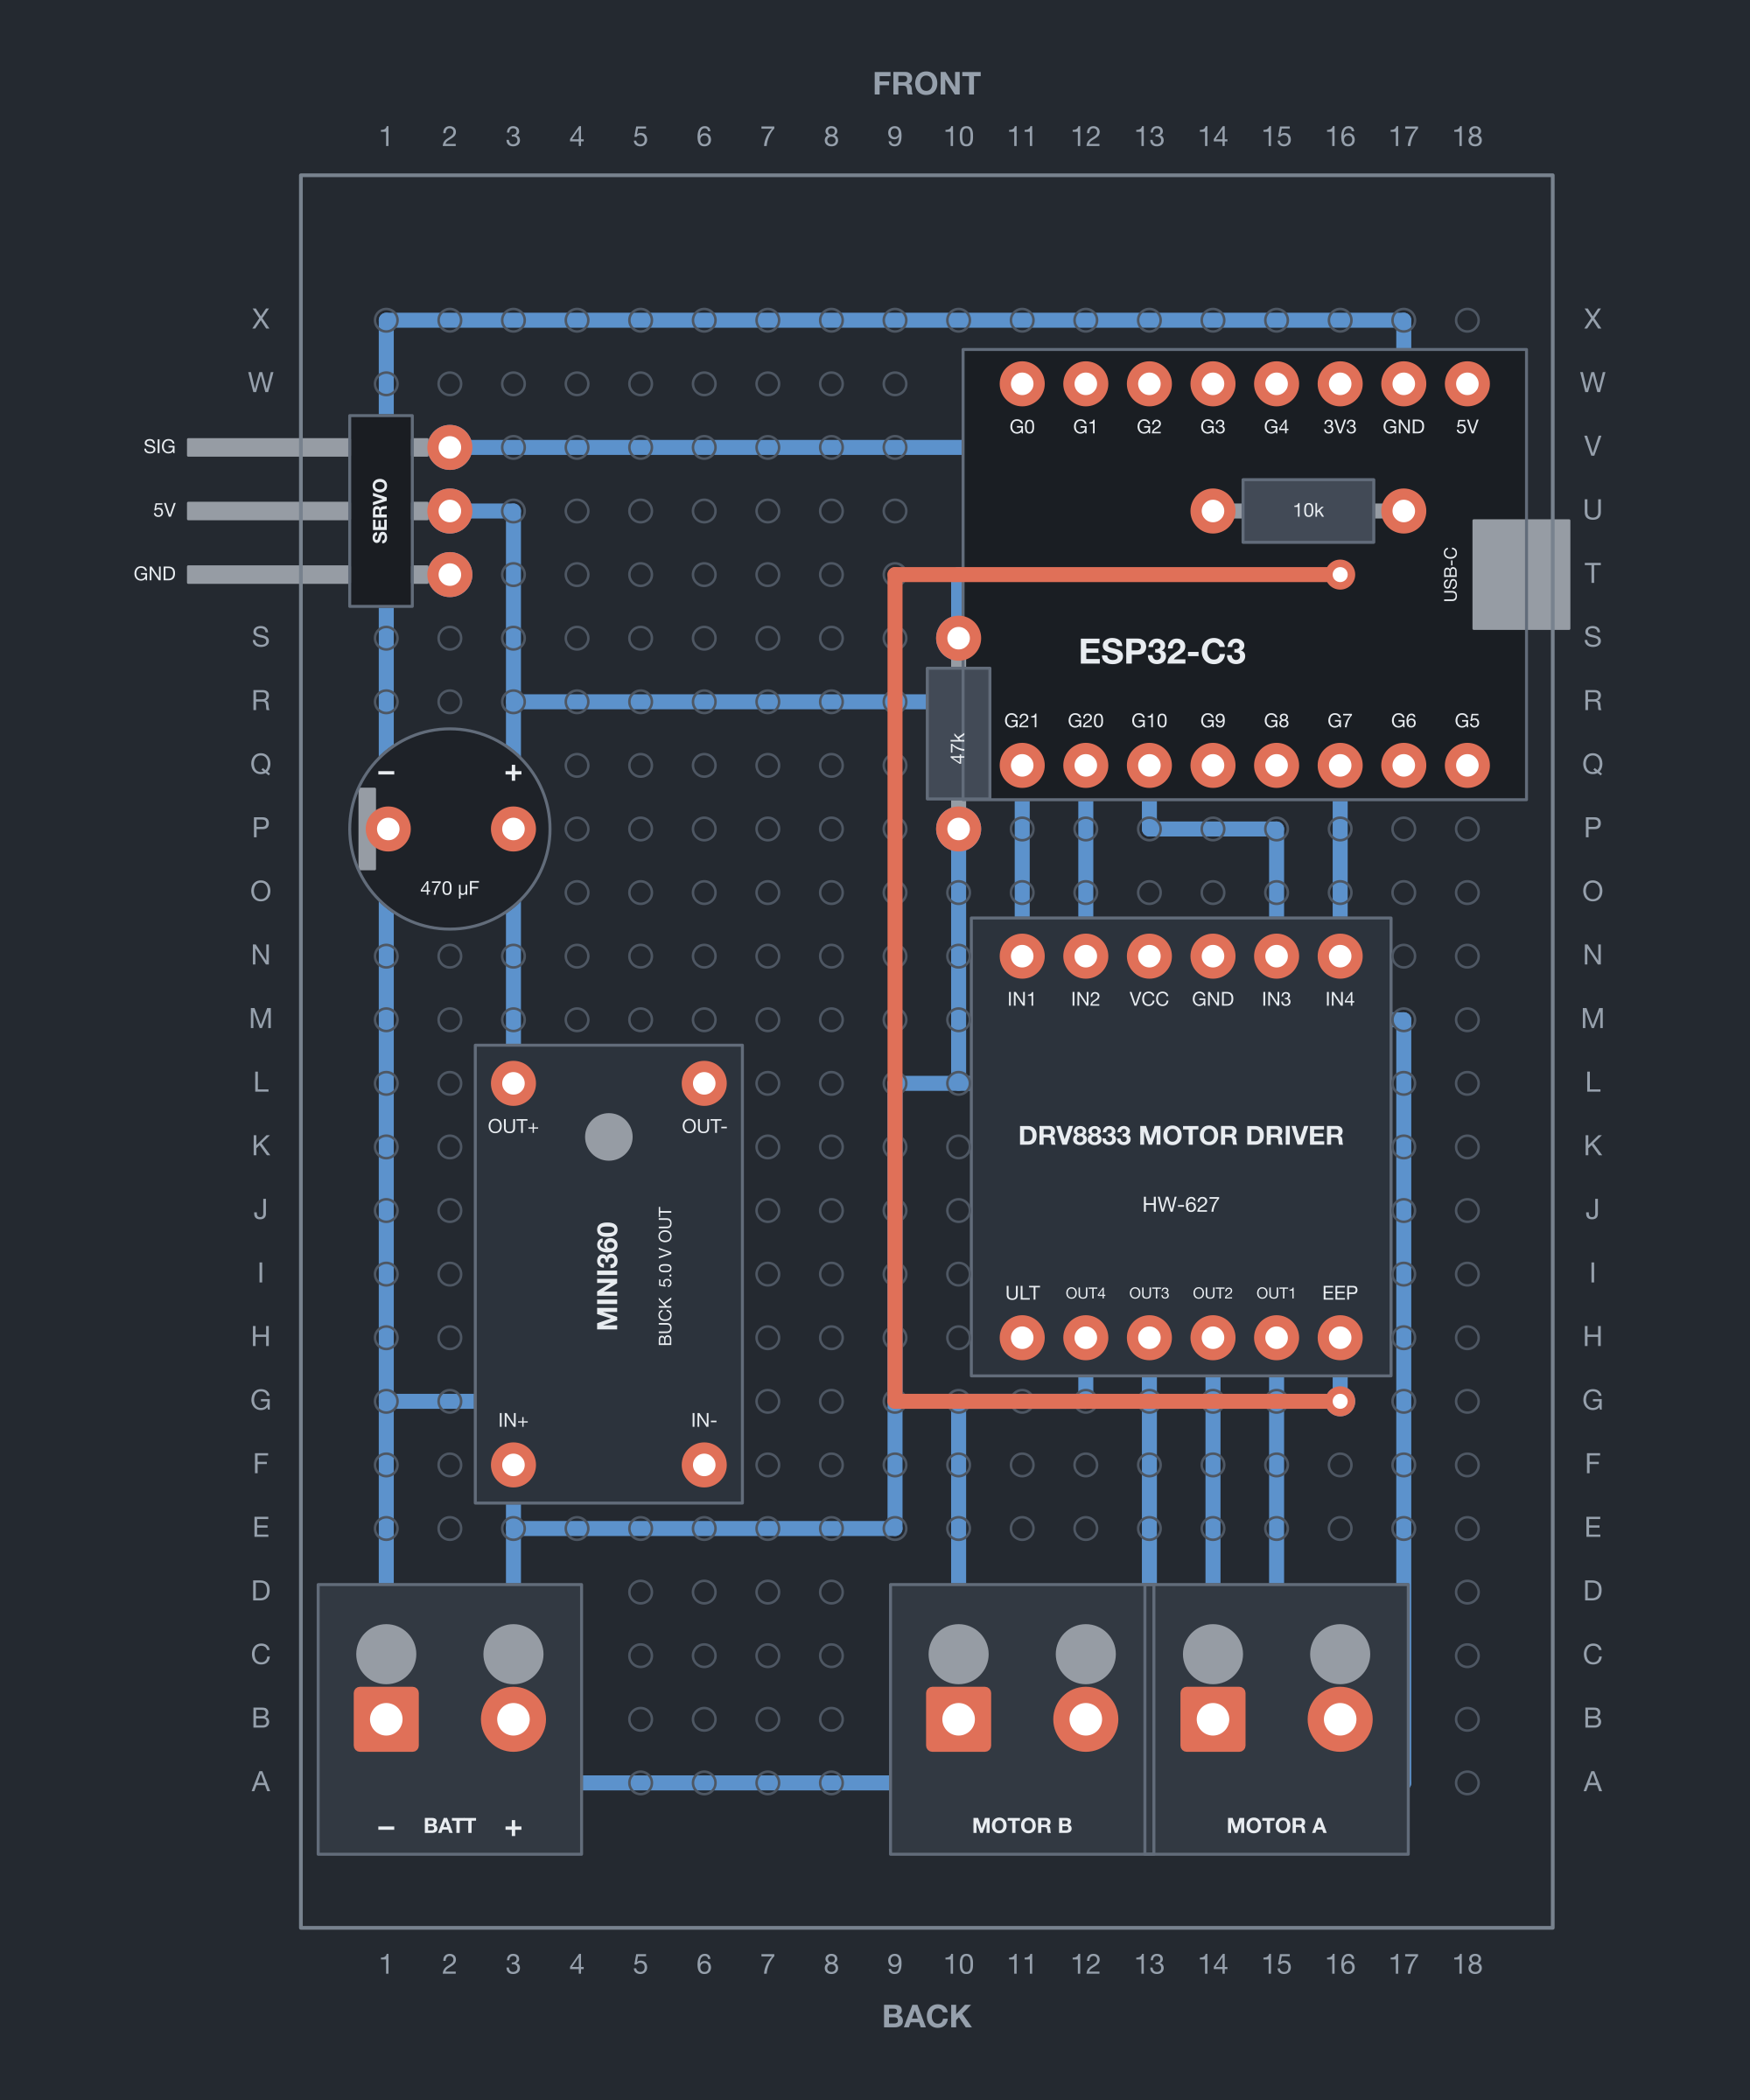 FRONT
1 2 3 4 5 6 7 8 9 10 11 12 13 14 15 16 17 18
X X
W W
G0 G1 G2 G3 G4 3V3 GND 5V
SIG V V
5V U U
10k
SERVO
GND T T
USB-C
S S
ESP32-C3
R R
G21 G20 G10 G9 G8 G7 G6 G5
47k
Q Q
− +
P P
470 µF
O O
N N
IN1 IN2 VCC GND IN3 IN4
M M
L L
OUT+ OUT-
K K
DRV8833 MOTOR DRIVER
J J
HW-627
MINI360
BUCK 5.0 V OUT
I I
ULT OUT4 OUT3 OUT2 OUT1 EEP
H H
G G
IN+ IN-
F F
E E
D D
C C
B B
A A
− BATT +
MOTOR B
MOTOR A
1 2 3 4 5 6 7 8 9 10 11 12 13 14 15 16 17 18
BACK